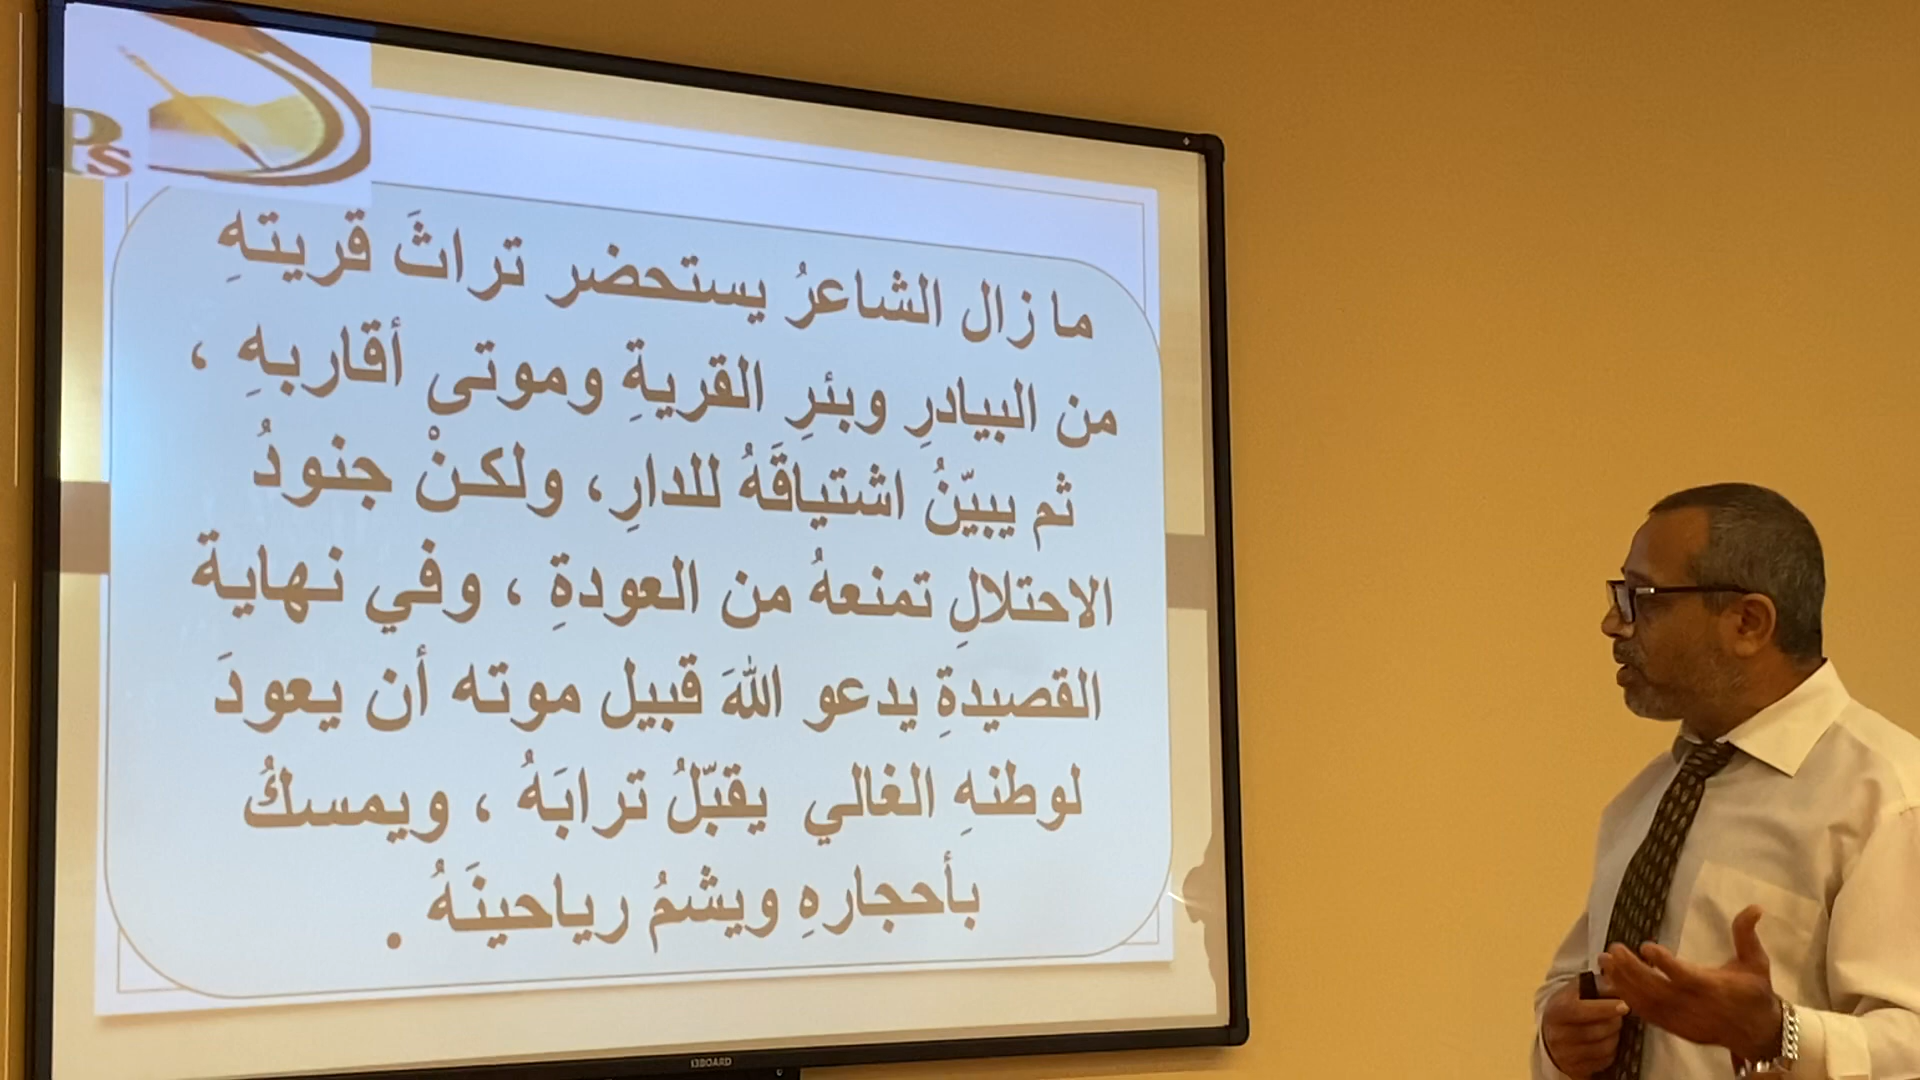 Ps
ما زال الشاعرُ يستحضر تراثَ قريتهِ
من البيادرِ وبئرِ القريةِ وموتى أقاربهِ ،
ثم يبيّنُ اشتياقَهُ للدارِ، ولكنْ جنودُ
الاحتلالِ تمنعهُ من العودةِ ، وفي نهاية
القصيدةِ يدعو اللهَ قبيل موته أن يعودَ
لوطنهِ الغالي يقبّلُ ترابَهُ ، ويمسكُ
بأحجارهِ ويشمُ رياحينَهُ .
i3BOARD